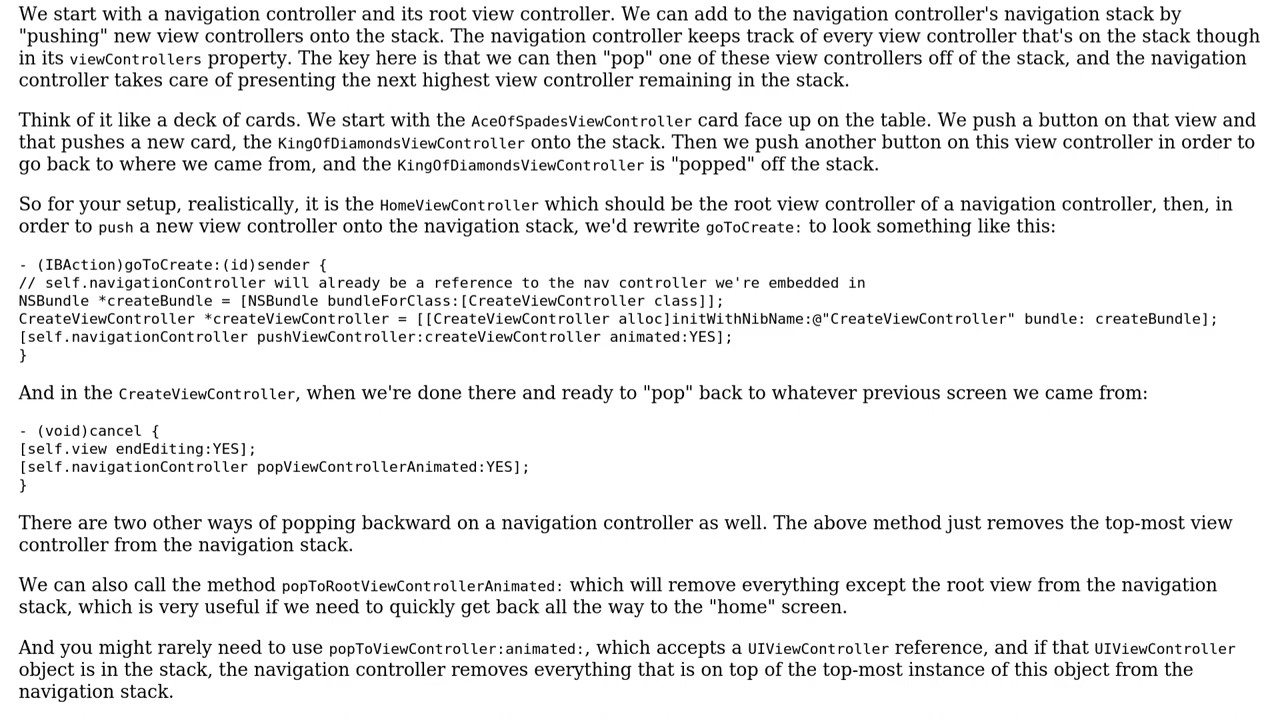 We start with a navigation controller and its root view controller. We can add to the navigation controller's navigation stack by
"pushing" new view controllers onto the stack. The navigation controller keeps track of every view controller that's on the stack though
in its viewControllers property. The key here is that we can then "pop" one of these view controllers off of the stack, and the navigation
controller takes care of presenting the next highest view controller remaining in the stack.
Think of it like a deck of cards. We start with the AceOfSpadesViewController card face up on the table. We push a button on that view and
that pushes a new card, the KingOfDiamondsViewController onto the stack. Then we push another button on this view controller in order to
go back to where we came from, and the KingOfDiamondsViewController is "popped" off the stack.
So for your setup, realistically, it is the HomeViewController which should be the root view controller of a navigation controller, then, in
order to push a new view controller onto the navigation stack, we'd rewrite goToCreate: to look something like this:
- (IBAction)goToCreate:(id)sender {
// self.navigationController will already be a reference to the nav controller we're embedded in
NSBundle *createBundle = [NSBundle bundleForClass:[CreateViewController class]];
CreateViewController *createViewController = [[CreateViewController alloc]initWithNibName:@"CreateViewController" bundle: createBundle];
[self.navigationController pushViewController:createViewController animated:YES];
}
And in the CreateViewController, when we're done there and ready to "pop" back to whatever previous screen we came from:
- (void)cancel {
[self.view endEditing:YES];
[self.navigationController popViewControllerAnimated:YES];
}
There are two other ways of popping backward on a navigation controller as well. The above method just removes the top-most view
controller from the navigation stack.
We can also call the method popToRootViewControllerAnimated: which will remove everything except the root view from the navigation
stack, which is very useful if we need to quickly get back all the way to the "home" screen.
And you might rarely need to use popToViewController:animated:, which accepts a UIViewController reference, and if that UIViewController
object is in the stack, the navigation controller removes everything that is on top of the top-most instance of this object from the
navigation stack.